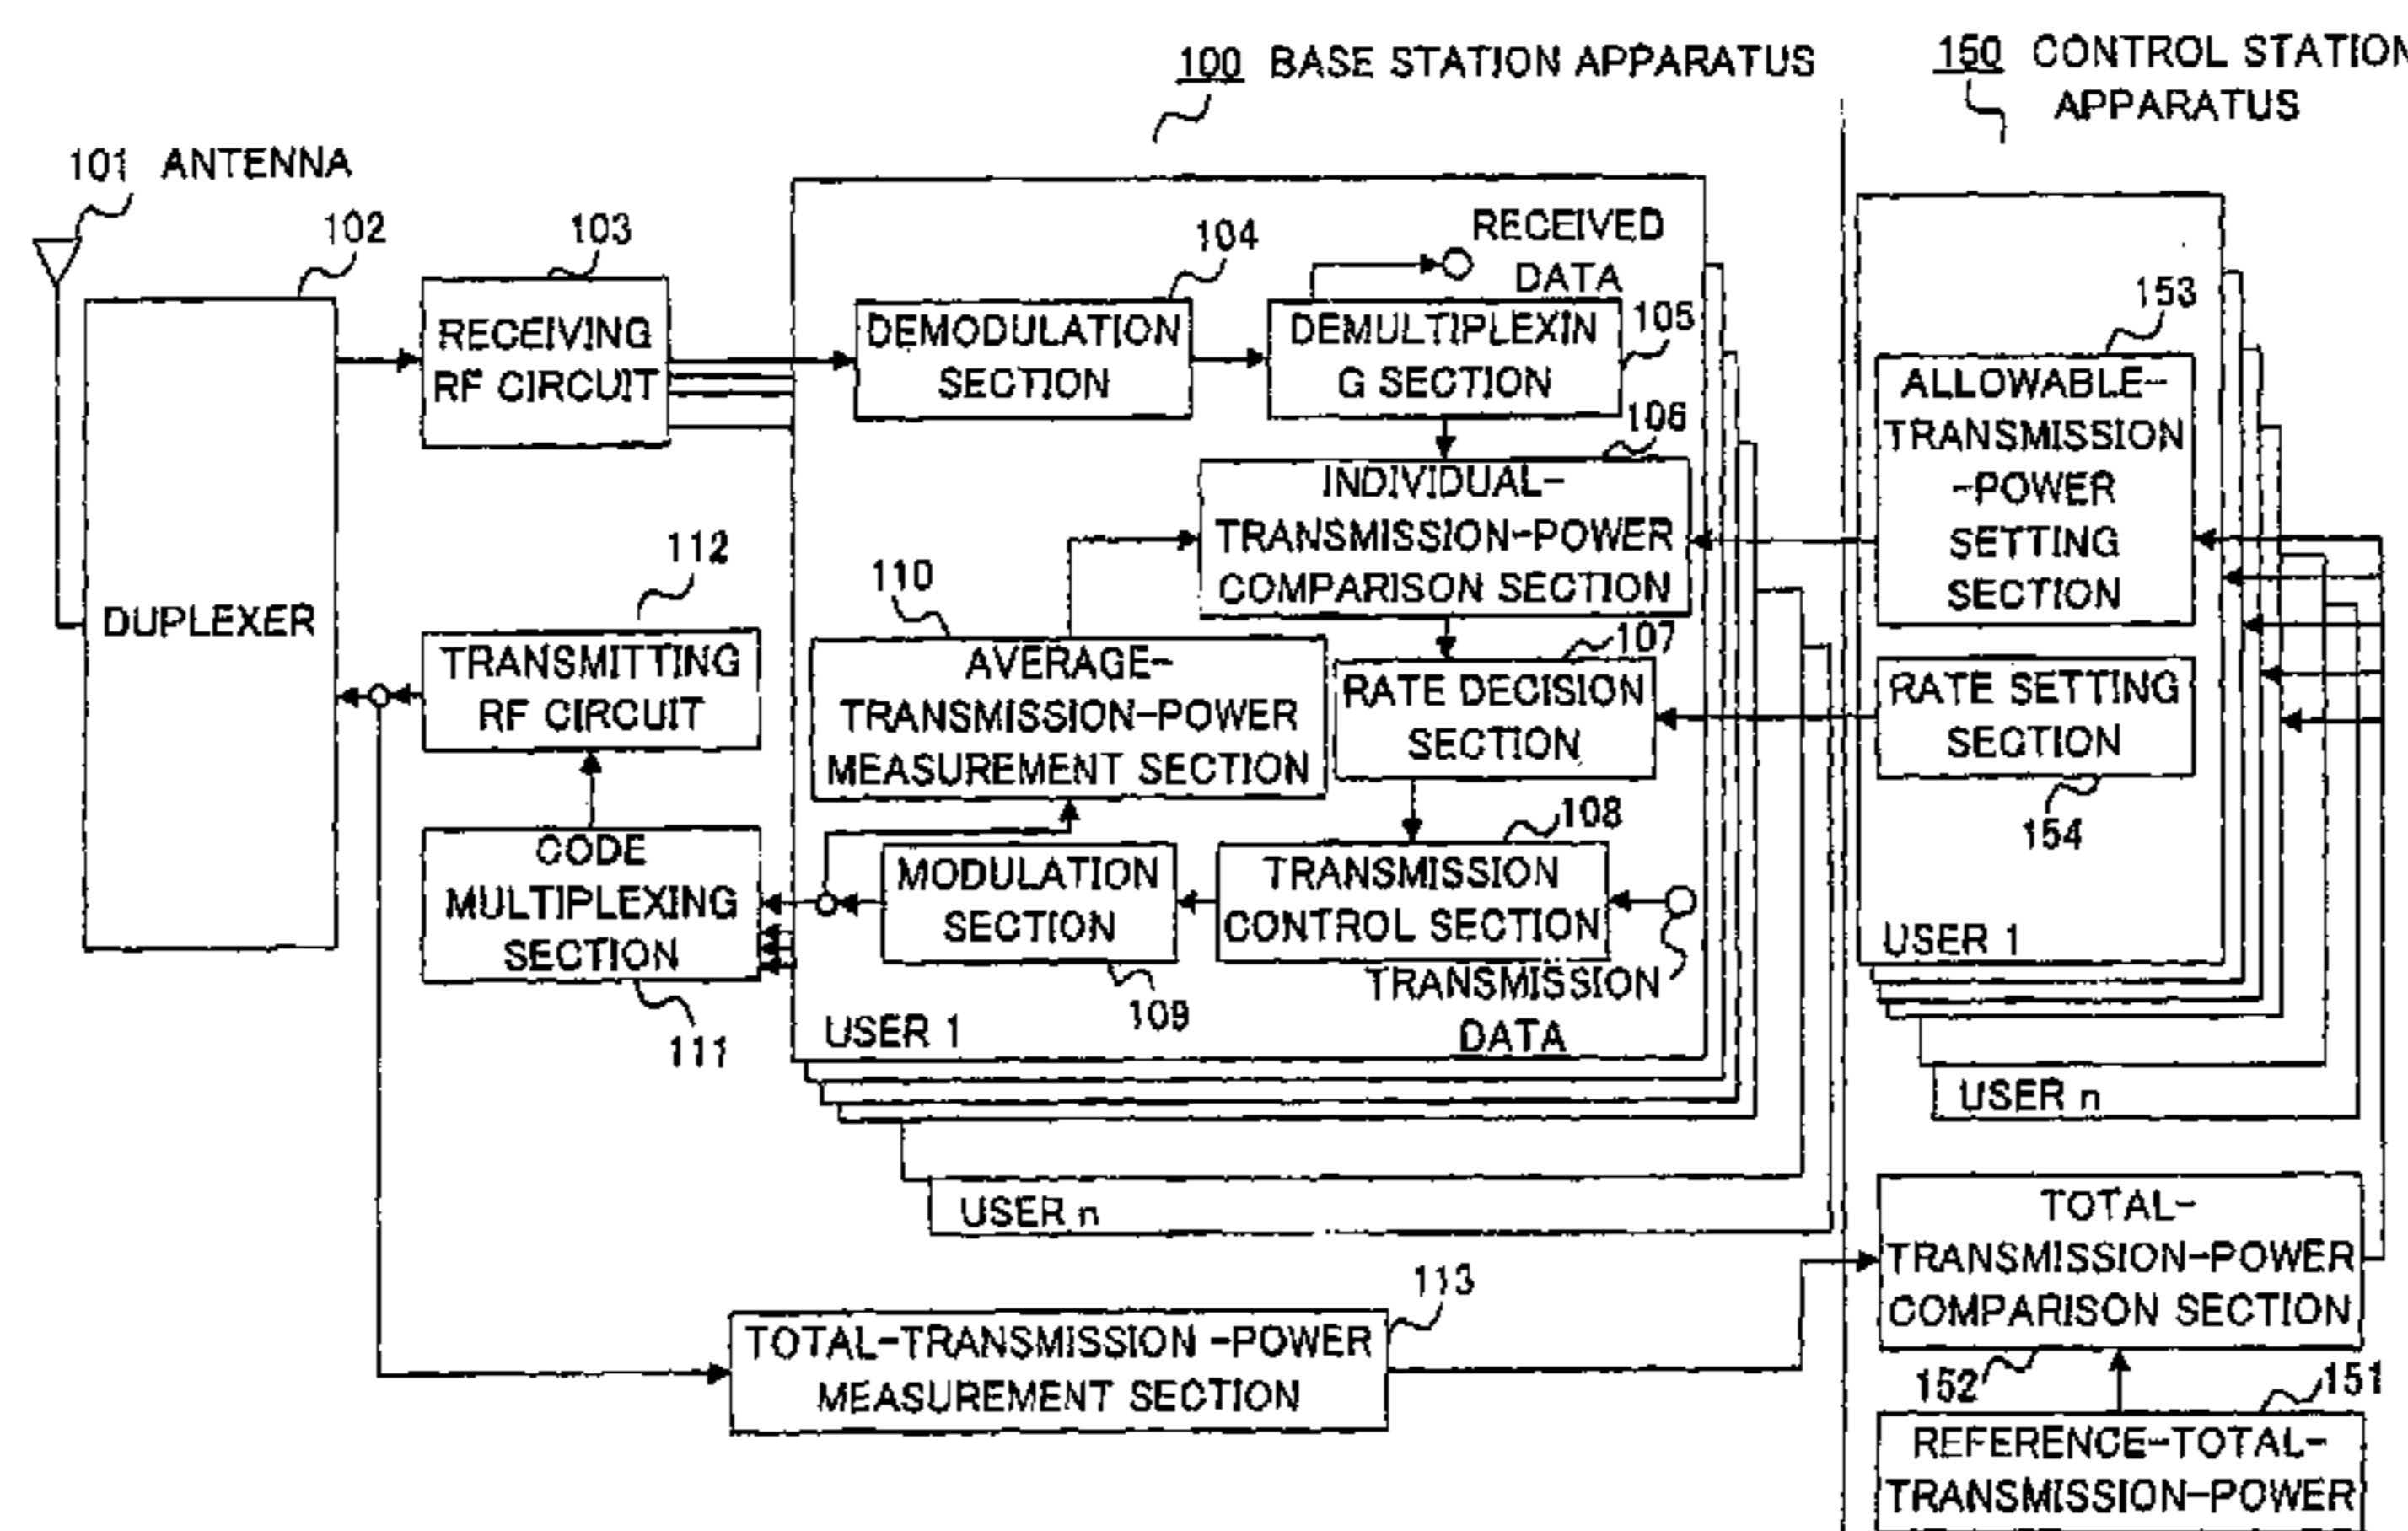 100 BASE STATION APPARATUS
150 CONTROL STATION
APPARATUS
101 ANTENNA
102
103
104
RECEIVED
DATA
105
153
DUPLEXER
RECEIVING
RF CIRCUIT
DEMODULATION
SECTION
DEMULTIPLEXIN
G SECTION
106
INDIVIDUAL-
TRANSMISSION-POWER
COMPARISON SECTION
ALLOWABLE-
TRANSMISSION
-POWER
SETTING
SECTION
112
TRANSMITTING
RF CIRCUIT
110
AVERAGE-
TRANSMISSION-POWER
MEASUREMENT SECTION
107
RATE DECISION
SECTION
RATE SETTING
SECTION
154
CODE
MULTIPLEXING
SECTION
111
MODULATION
SECTION
109
108
TRANSMISSION
CONTROL SECTION
TRANSMISSION
DATA
USER 1
USER n
USER 1
USER n
113
TOTAL-TRANSMISSION -POWER
MEASUREMENT SECTION
TOTAL-
TRANSMISSION-POWER
COMPARISON SECTION
152
151
REFERENCE-TOTAL-
TRANSMISSION-POWER